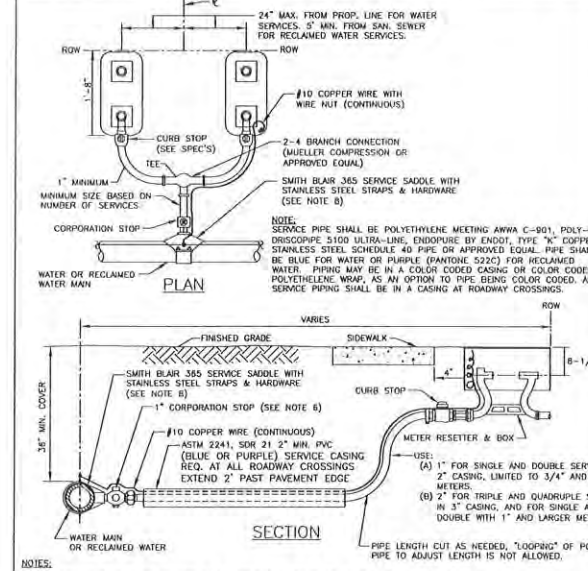 ℄
24" MAX. FROM PROP. LINE FOR WATER
SERVICES. 5' MIN. FROM SAN. SEWER
FOR RECLAIMED WATER SERVICES.
ROW
ROW
1'-8"
#10 COPPER WIRE WITH
WIRE NUT (CONTINUOUS)
CURB STOP
(SEE SPEC'S)
TEE
2-4 BRANCH CONNECTION
(MUELLER COMPRESSION OR
APPROVED EQUAL)
1" MINIMUM
SMITH BLAIR 365 SERVICE SADDLE WITH
STAINLESS STEEL STRAPS & HARDWARE
(SEE NOTE 8)
MINIMUM SIZE BASED ON
NUMBER OF SERVICES
CORPORATION STOP
NOTE:
SERVICE PIPE SHALL BE POLYETHYLENE MEETING AWWA C-901, POLY-
DRISCOPIPE 5100 ULTRA-LINE, ENDOPURE BY ENDOT, TYPE "K" COPPE
STAINLESS STEEL SCHEDULE 40 PIPE OR APPROVED EQUAL. PIPE SHAL
BE BLUE FOR WATER OR PURPLE (PANTONE 522C) FOR RECLAIMED
WATER. PIPING MAY BE IN A COLOR CODED CASING OR COLOR CODE
POLYETHELENE WRAP, AS AN OPTION TO PIPE BEING COLOR CODED. A
SERVICE PIPING SHALL BE IN A CASING AT ROADWAY CROSSINGS.
WATER OR RECLAIMED
WATER MAIN
PLAN
ROW
VARIES
FINISHED GRADE
SIDEWALK
8-1/
4"
SMITH BLAIR 365 SERVICE SADDLE WITH
STAINLESS STEEL STRAPS & HARDWARE
(SEE NOTE 8)
CURB STOP
36" MIN. COVER
1" CORPORATION STOP (SEE NOTE 6)
#10 COPPER WIRE (CONTINUOUS)
METER RESETTER & BOX
ASTM 2241, SDR 21 2" MIN. PVC
(BLUE OR PURPLE) SERVICE CASING
REQ. AT ALL ROADWAY CROSSINGS
EXTEND 2' PAST PAVEMENT EDGE
USE:
(A) 1" FOR SINGLE AND DOUBLE SERV
2" CASING, LIMITED TO 3/4" AND
METERS.
(B) 2" FOR TRIPLE AND QUADRUPLE S
IN 3" CASING, AND FOR SINGLE A
DOUBLE WITH 1" AND LARGER ME
SECTION
WATER MAIN
OR RECLAIMED WATER
PIPE LENGTH CUT AS NEEDED, "LOOPING" OF PO
PIPE TO ADJUST LENGTH IS NOT ALLOWED.
NOTES: